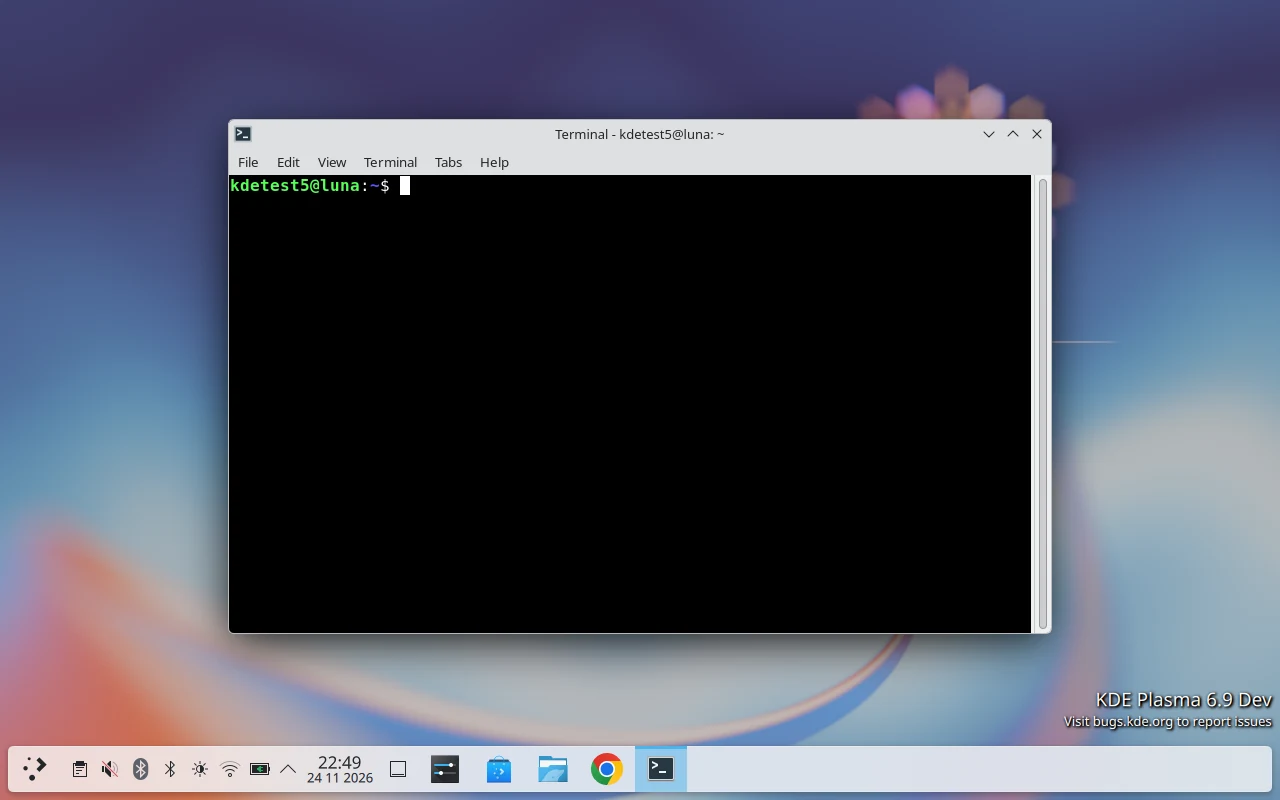 Terminal - kdetest5@luna: ~
File Edit View Terminal Tabs Help
kdetest5@luna:~$
KDE Plasma 6.9 Dev
Visit bugs.kde.org to report issues
22:49
24 11 2026